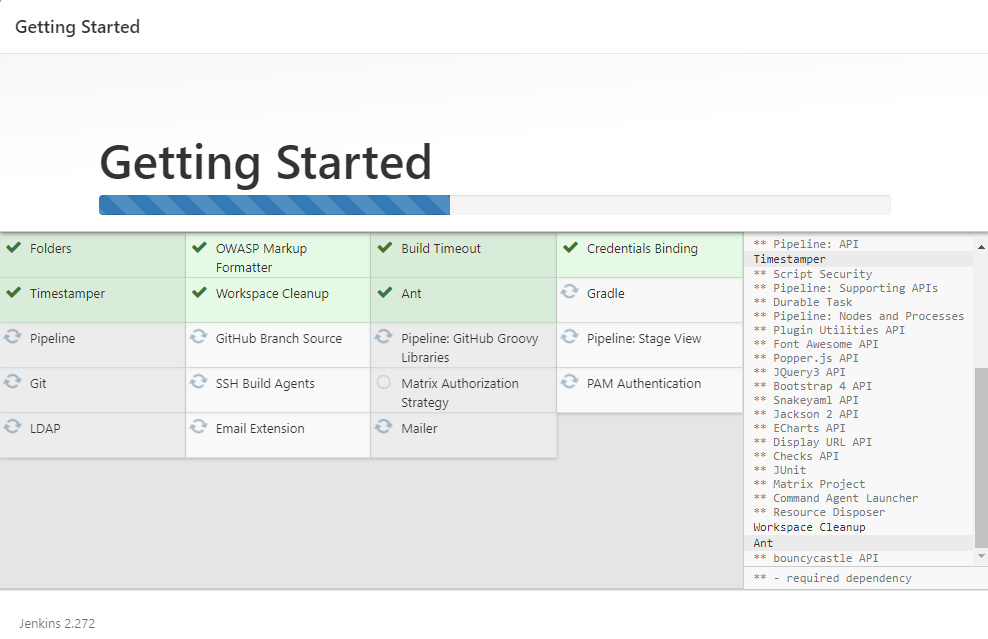 Getting Started
Getting Started
Folders
OWASP Markup
Formatter
Build Timeout
Credentials Binding
Timestamper
Workspace Cleanup
Ant
Gradle
Pipeline
GitHub Branch Source
Pipeline: GitHub Groovy
Libraries
Pipeline: Stage View
Git
SSH Build Agents
Matrix Authorization
Strategy
PAM Authentication
LDAP
Email Extension
Mailer
** Pipeline: API
Timestamper
** Script Security
** Pipeline: Supporting APIs
** Durable Task
** Pipeline: Nodes and Processes
** Plugin Utilities API
** Font Awesome API
** Popper.js API
** JQuery3 API
** Bootstrap 4 API
** Snakeyaml API
** Jackson 2 API
** ECharts API
** Display URL API
** Checks API
** JUnit
** Matrix Project
** Command Agent Launcher
** Resource Disposer
Workspace Cleanup
Ant
** bouncycastle API
** - required dependency
Jenkins 2.272